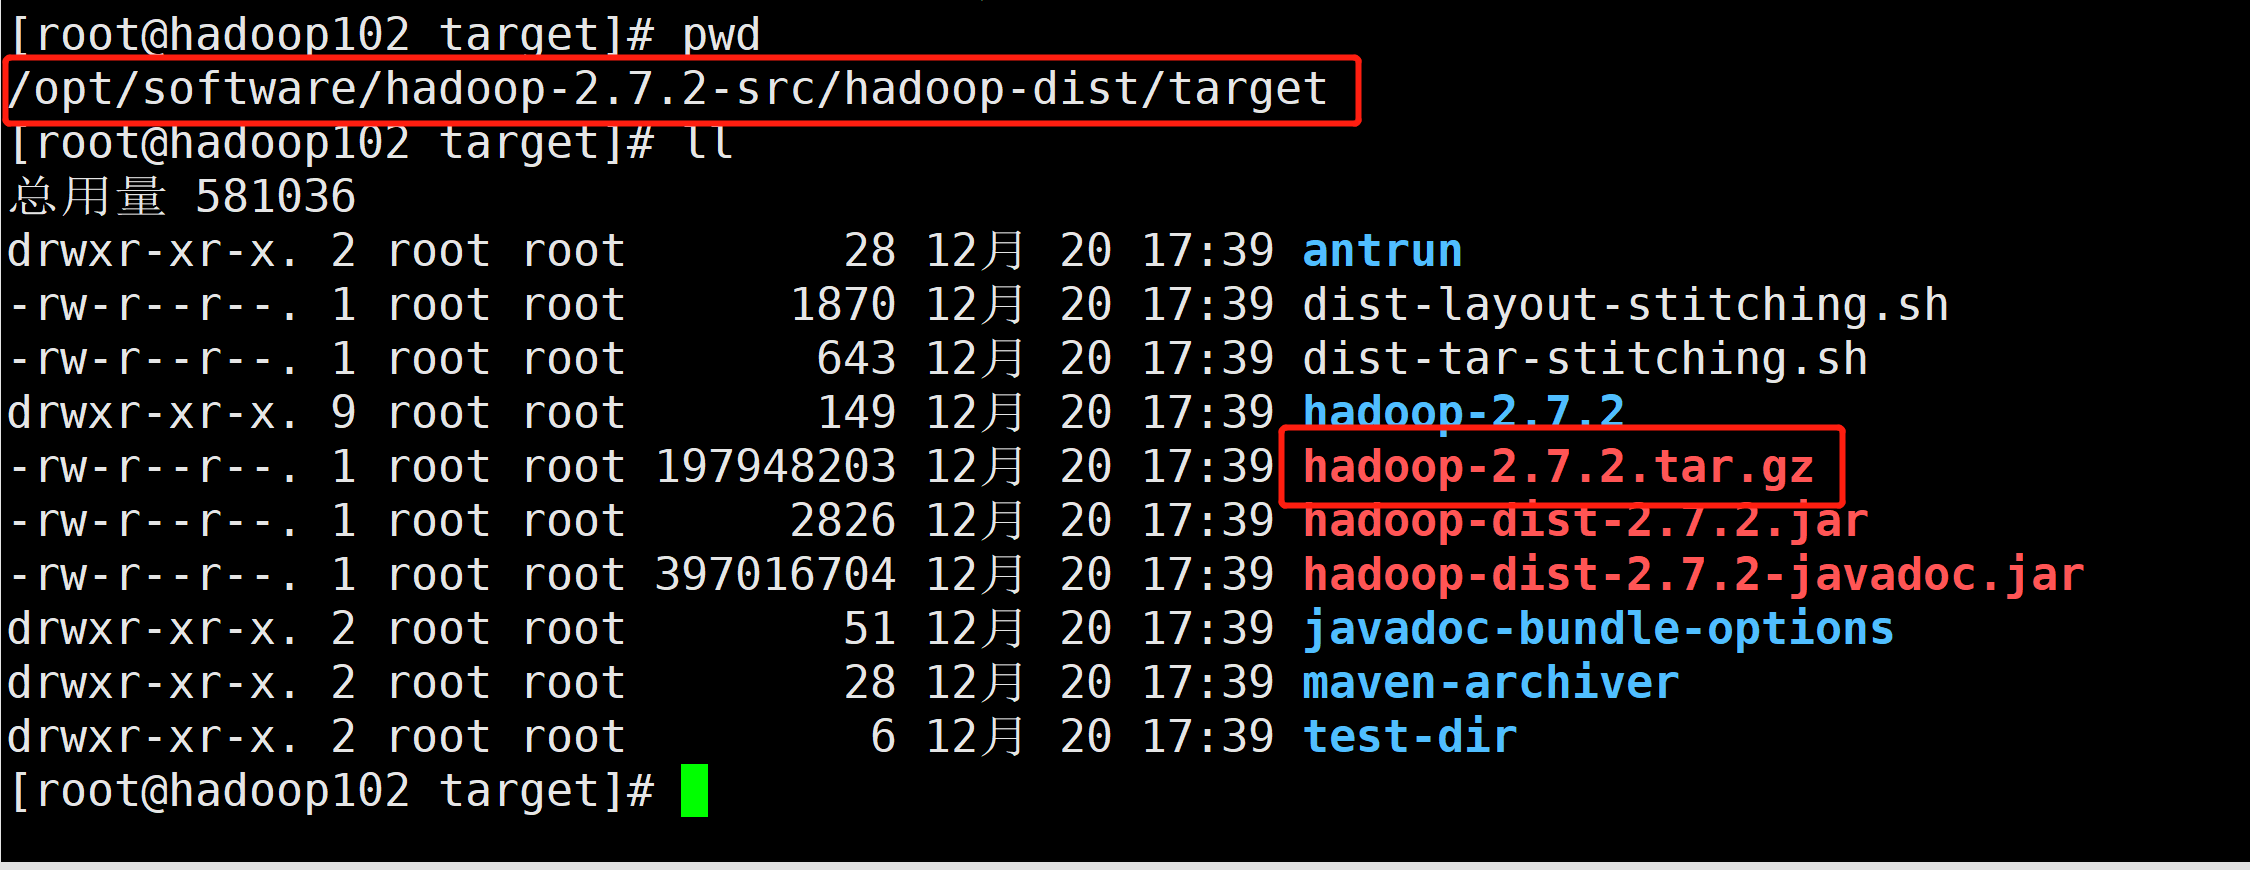 [root@hadoop102 target]# pwd
/opt/software/hadoop-2.7.2-src/hadoop-dist/target
[root@hadoop102 target]# ll
总用量 581036
drwxr-xr-x. 2 root root        28 12月 20 17:39 antrun
-rw-r--r--. 1 root root      1870 12月 20 17:39 dist-layout-stitching.sh
-rw-r--r--. 1 root root       643 12月 20 17:39 dist-tar-stitching.sh
drwxr-xr-x. 9 root root       149 12月 20 17:39 hadoop-2.7.2
-rw-r--r--. 1 root root 197948203 12月 20 17:39 hadoop-2.7.2.tar.gz
-rw-r--r--. 1 root root      2826 12月 20 17:39 hadoop-dist-2.7.2.jar
-rw-r--r--. 1 root root 397016704 12月 20 17:39 hadoop-dist-2.7.2-javadoc.jar
drwxr-xr-x. 2 root root        51 12月 20 17:39 javadoc-bundle-options
drwxr-xr-x. 2 root root        28 12月 20 17:39 maven-archiver
drwxr-xr-x. 2 root root         6 12月 20 17:39 test-dir
[root@hadoop102 target]#